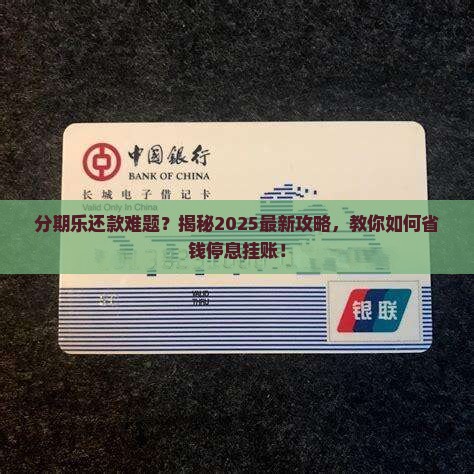 中国银行
BANK OF CHINA
长城电子借记卡
Valid Only in China
分期乐还款难题？揭秘2025最新攻略，教你如何省
钱停息挂账！
VALID
THRU
银联